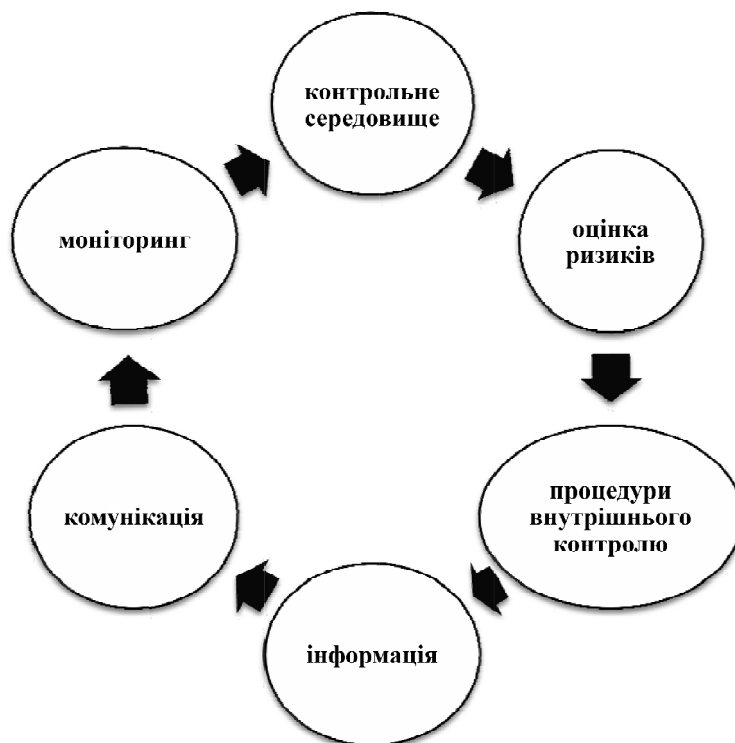 контрольне
середовище
оцінка
ризиків
процедури
внутрішнього
контролю
інформація
комунікація
моніторинг